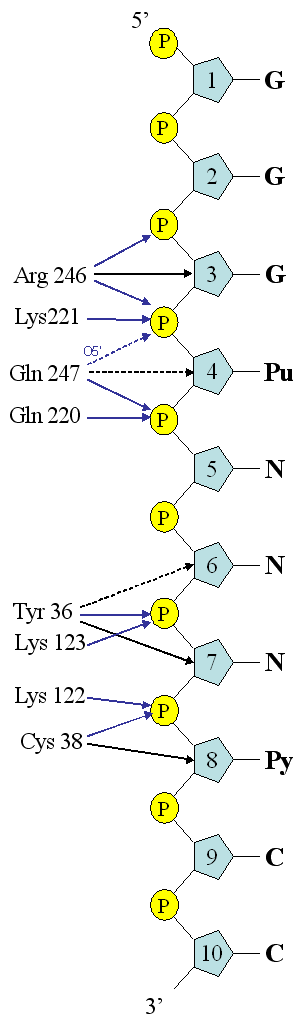 5’
P
1 G
P
2 G
P
Arg 246 3 G
Lys221 P
O5'
Gln 247 4 Pu
Gln 220 P
5 N
P
6 N
Tyr 36 P
Lys 123 7 N
Lys 122 P
Cys 38 8 Py
P
9 C
P
10 C
3’